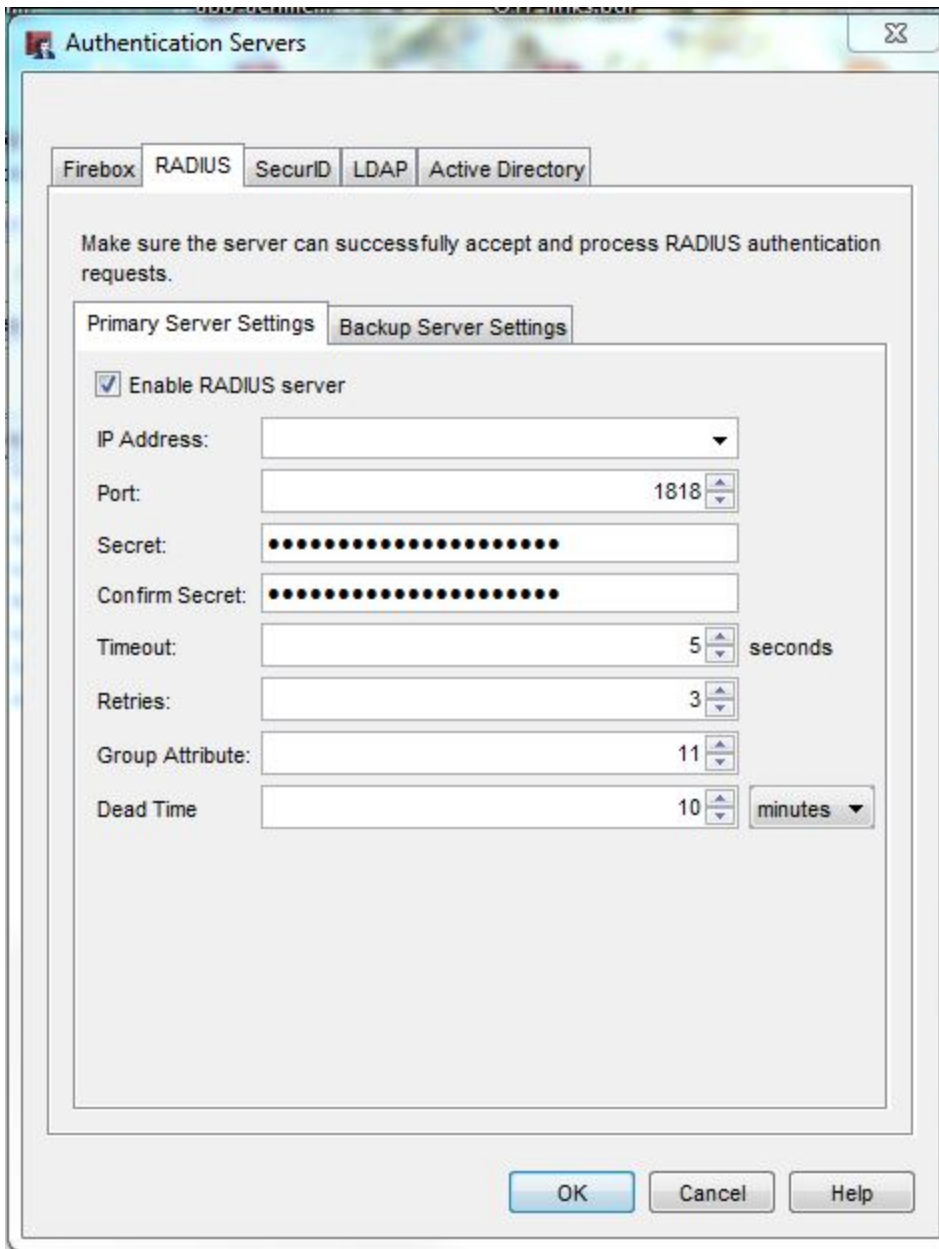 Authentication Servers
Firebox RADIUS SecurID LDAP Active Directory
Make sure the server can successfully accept and process RADIUS authentication
requests.
Primary Server Settings Backup Server Settings
Enable RADIUS server
IP Address:
Port: 1818
Secret: •••••••••••••••••••••
Confirm Secret: •••••••••••••••••••••
Timeout: 5 seconds
Retries: 3
Group Attribute: 11
Dead Time 10 minutes
OK Cancel Help